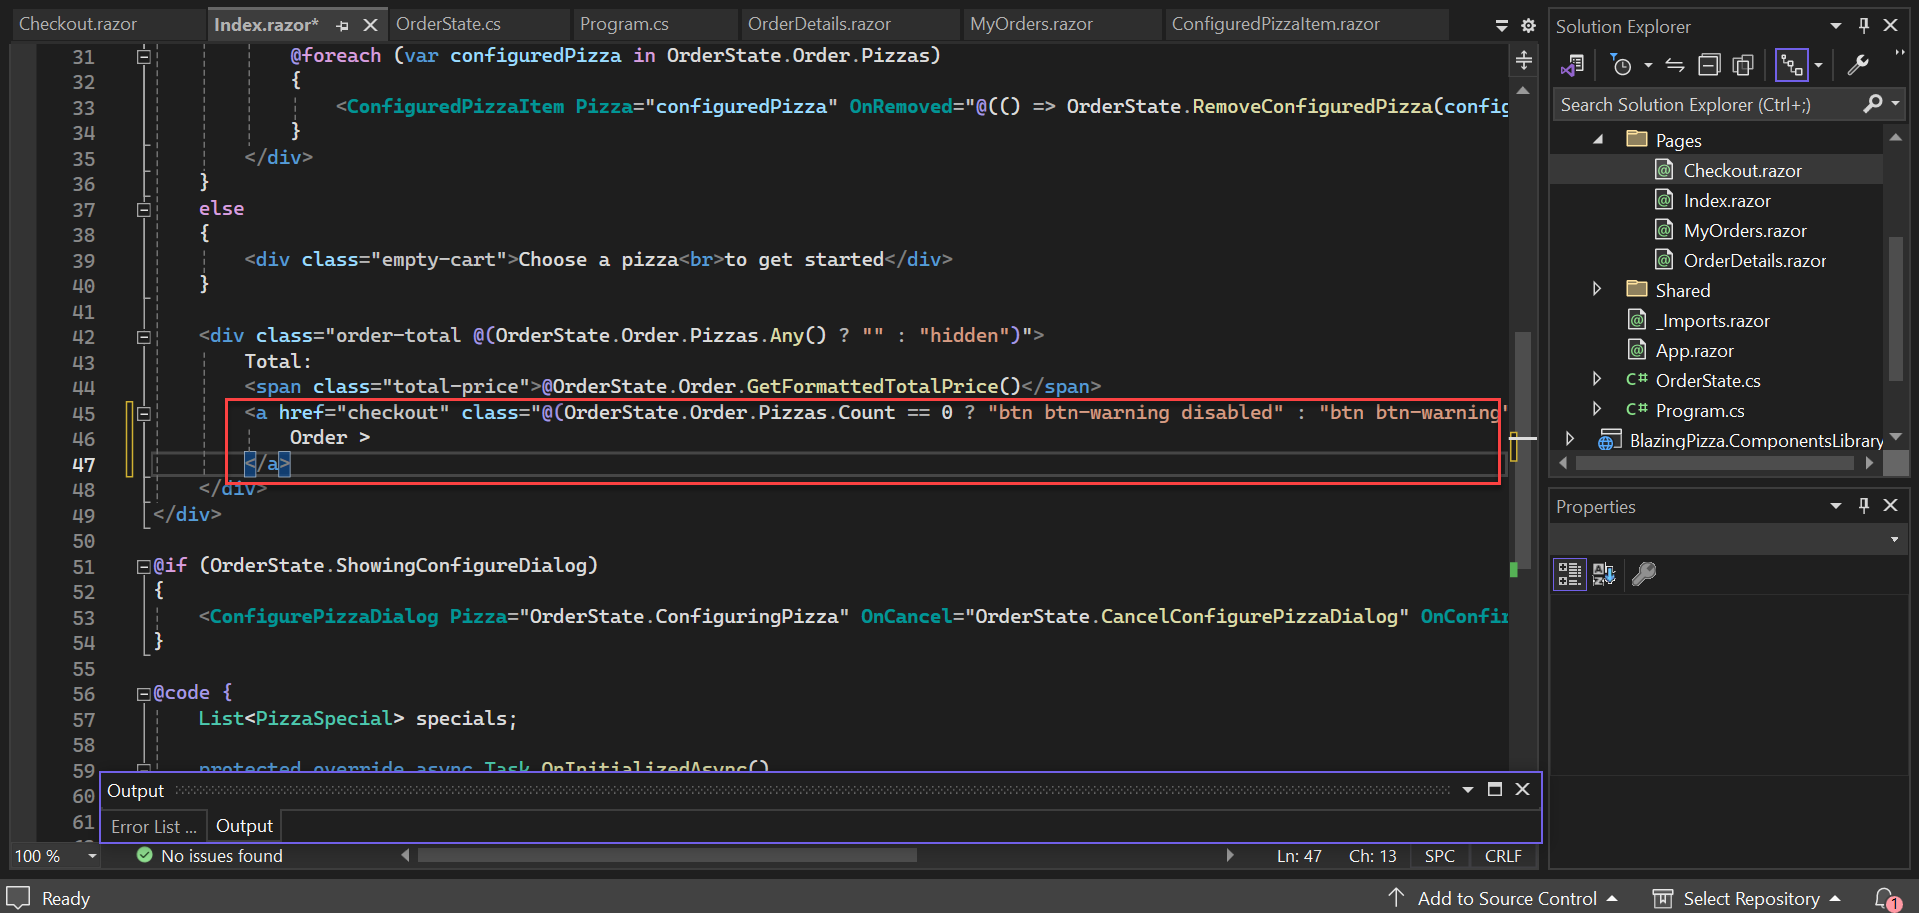 Checkout.razor
Index.razor*
OrderState.cs
Program.cs
OrderDetails.razor
MyOrders.razor
ConfiguredPizzaItem.razor
31 @foreach (var configuredPizza in OrderState.Order.Pizzas)
32 {
33 <ConfiguredPizzaItem Pizza="configuredPizza" OnRemoved="@(() => OrderState.RemoveConfiguredPizza(config
34 }
35 </div>
36 }
37 else
38 {
39 <div class="empty-cart">Choose a pizza<br>to get started</div>
40 }
41
42 <div class="order-total @(OrderState.Order.Pizzas.Any() ? "" : "hidden")">
43 Total:
44 <span class="total-price">@OrderState.Order.GetFormattedTotalPrice()</span>
45 <a href="checkout" class="@(OrderState.Order.Pizzas.Count == 0 ? "btn btn-warning disabled" : "btn btn-warning"
46 Order >
47 </a>
48 </div>
49 </div>
50
51 @if (OrderState.ShowingConfigureDialog)
52 {
53 <ConfigurePizzaDialog Pizza="OrderState.ConfiguringPizza" OnCancel="OrderState.CancelConfigurePizzaDialog" OnConfir
54 }
55
56 @code {
57 List<PizzaSpecial> specials;
58
59 protected override async Task OnInitializedAsync()
60
61
Output
Error List ...
Output
100 %
No issues found
Ln: 47
Ch: 13
SPC
CRLF
Solution Explorer
Search Solution Explorer (Ctrl+;)
Pages
Checkout.razor
Index.razor
MyOrders.razor
OrderDetails.razor
Shared
_Imports.razor
App.razor
C# OrderState.cs
C# Program.cs
BlazingPizza.ComponentsLibrary
Properties
Ready
Add to Source Control
Select Repository
1